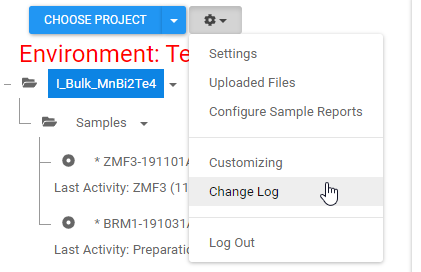 CHOOSE PROJECT
Environment: Te
Settings
I_Bulk_MnBi2Te4
Uploaded Files
Configure Sample Reports
Samples
Customizing
* ZMF3-191101A
Last Activity: ZMF3 (11
Change Log
* BRM1-191031A
Last Activity: Preparatio
Log Out